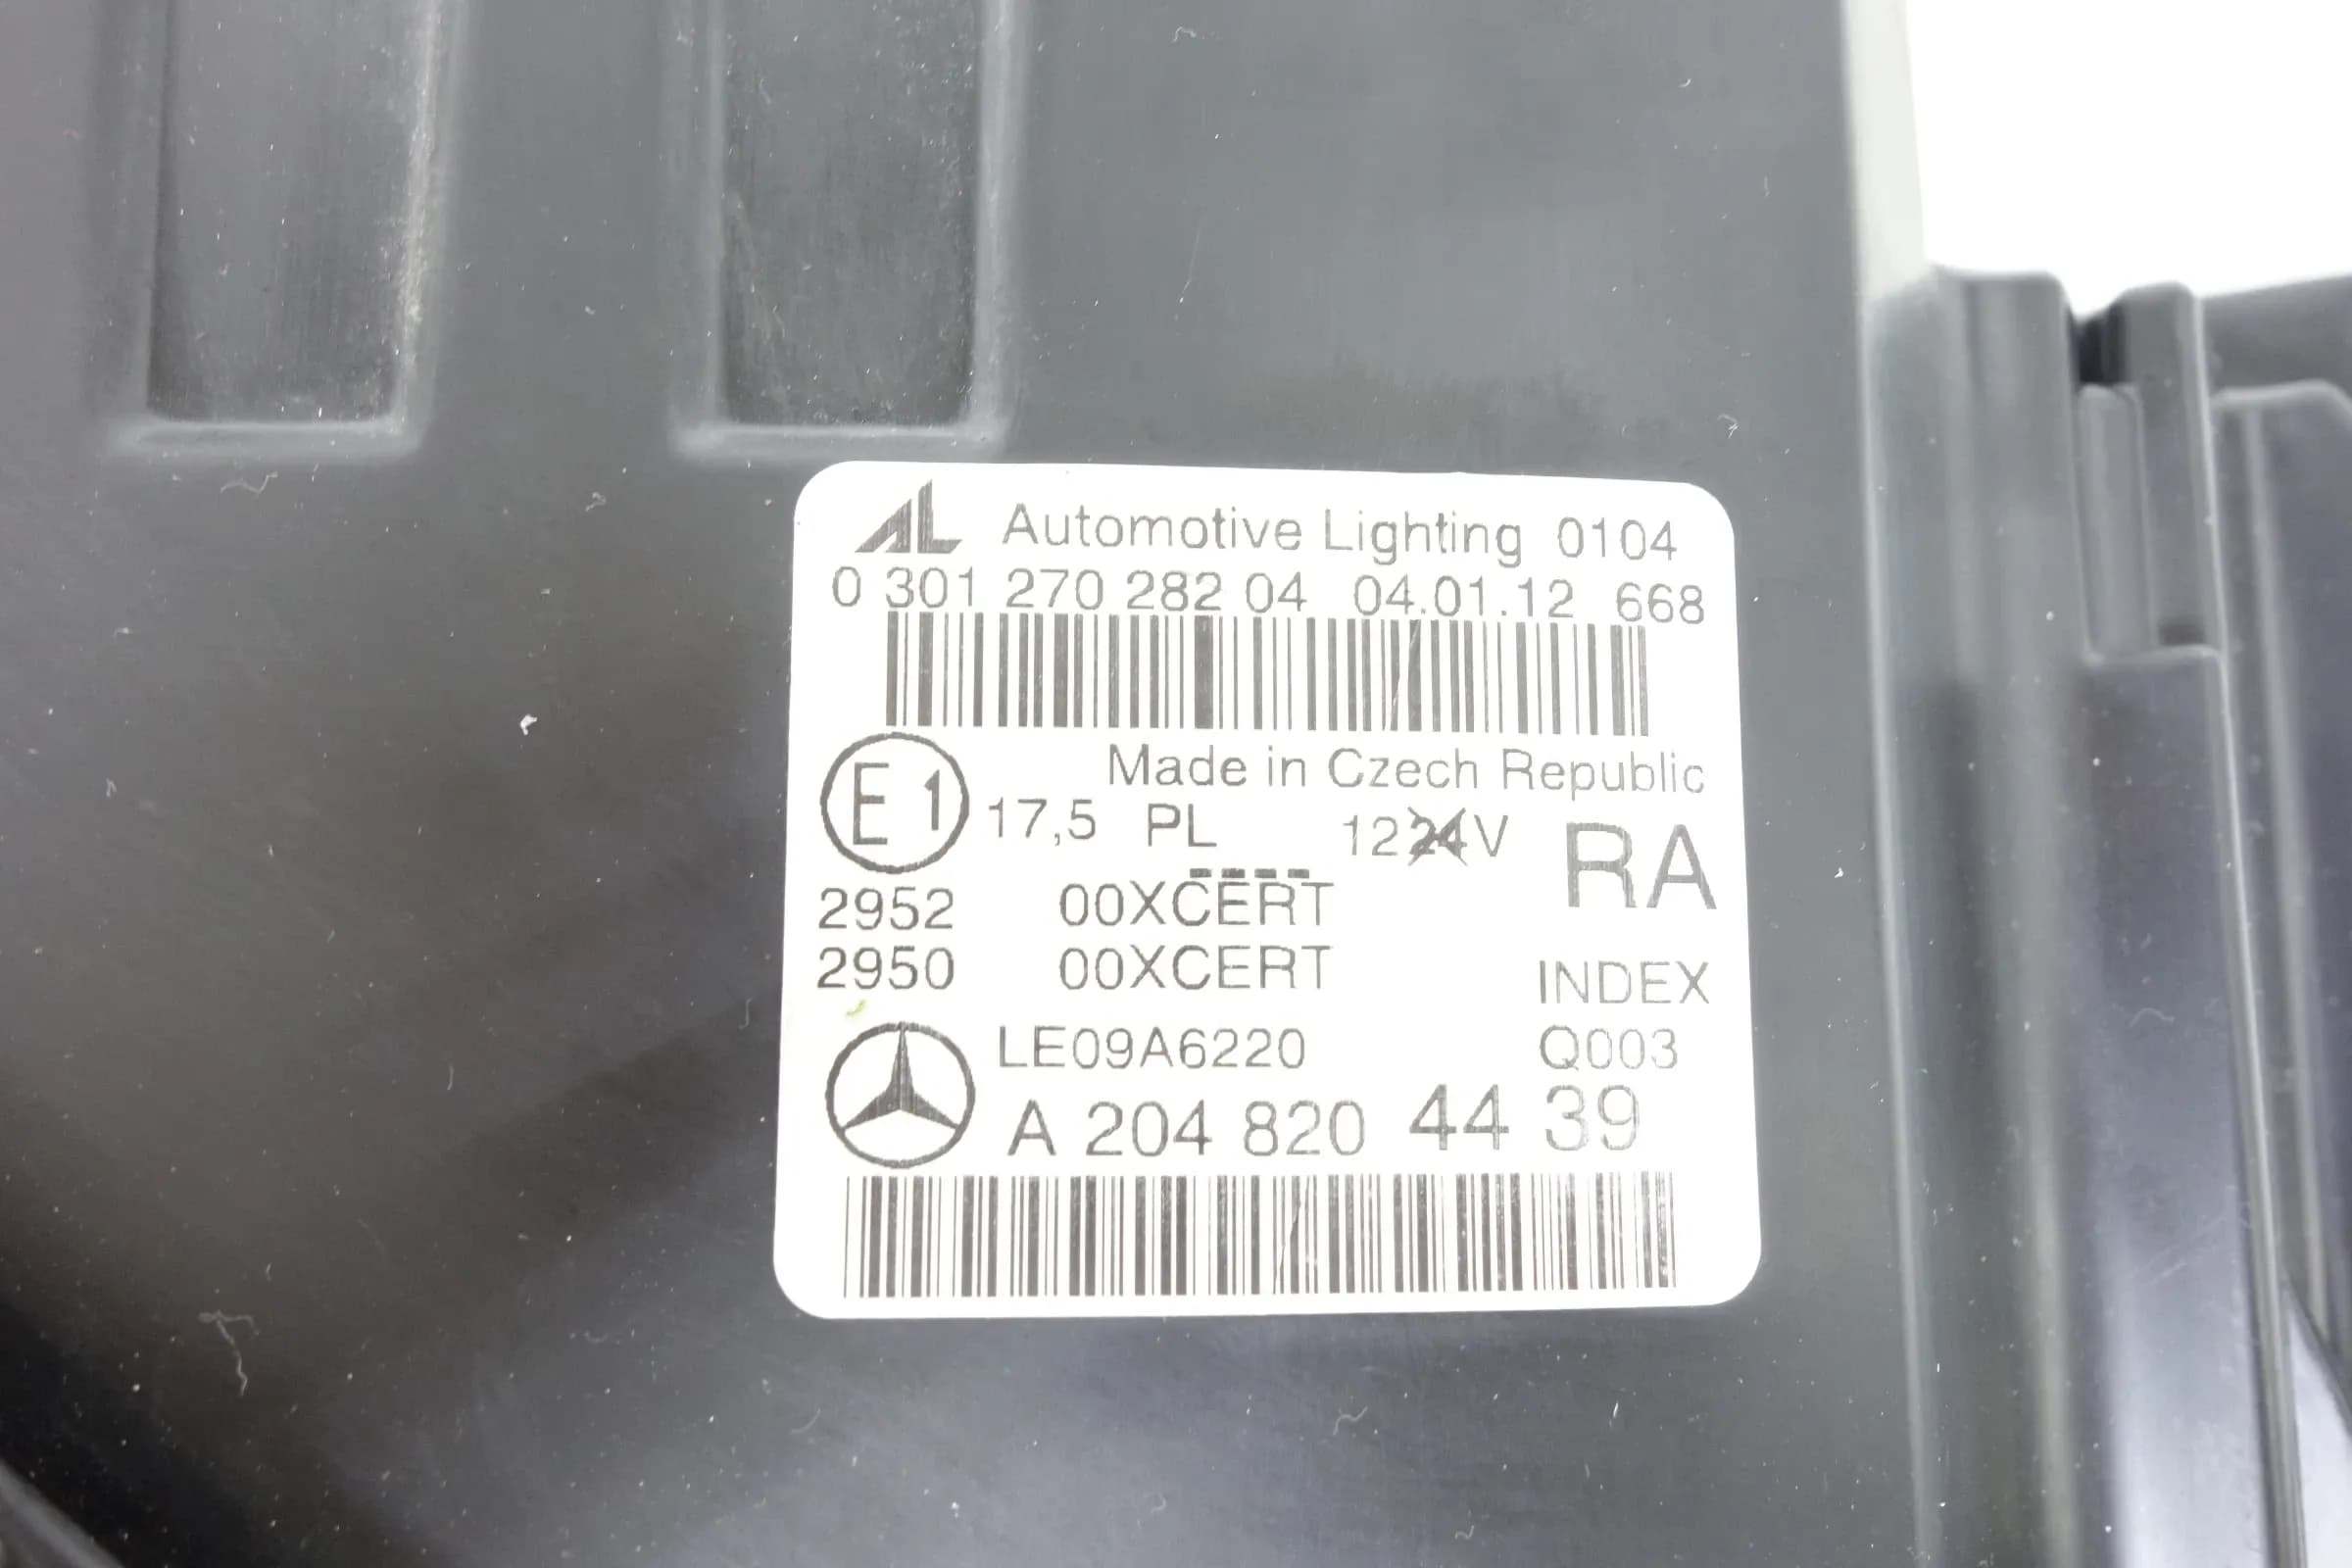 AL Automotive Lighting 0104
0 301 270 282 04 04.01.12 668
Made in Czech Republic
E1 17,5 PL 1224V RA
2952 00XCERT
2950 00XCERT INDEX
LE09A6220 Q003
A 204 820 44 39